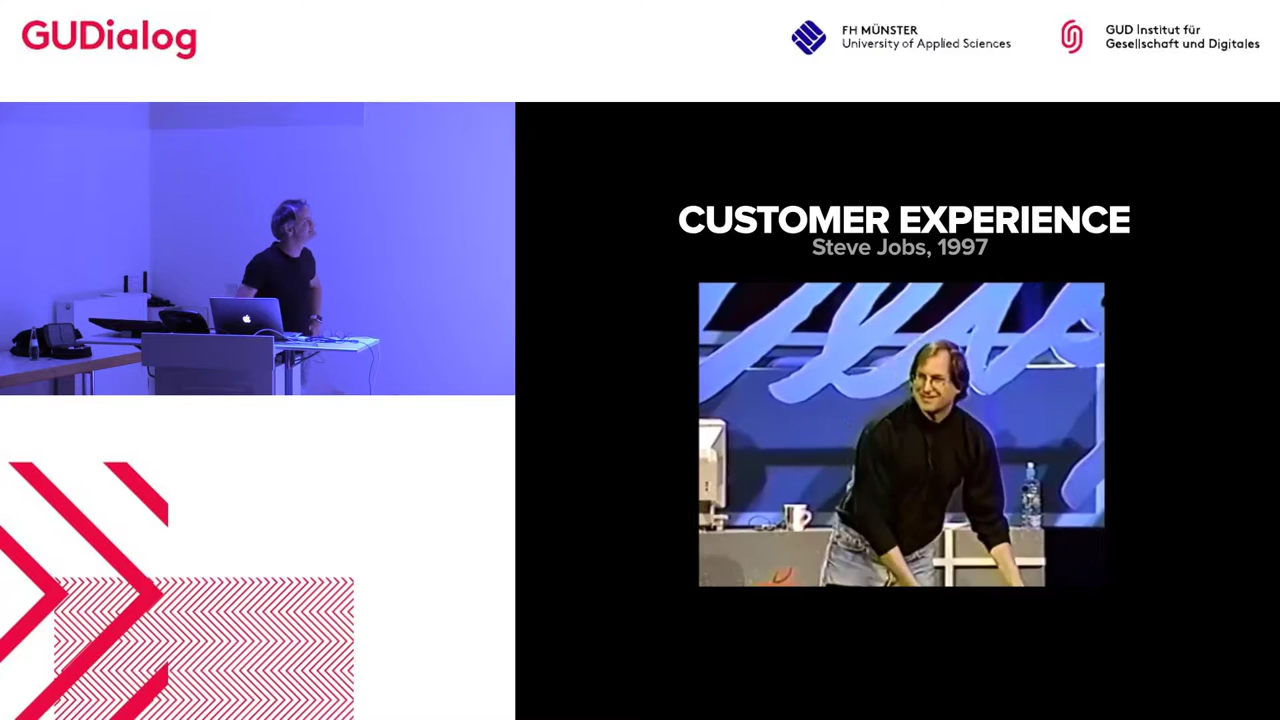 GUDialog
FH MÜNSTER
University of Applied Sciences
GUD Institut für
Gesellschaft und Digitales
CUSTOMER EXPERIENCE
Steve Jobs, 1997